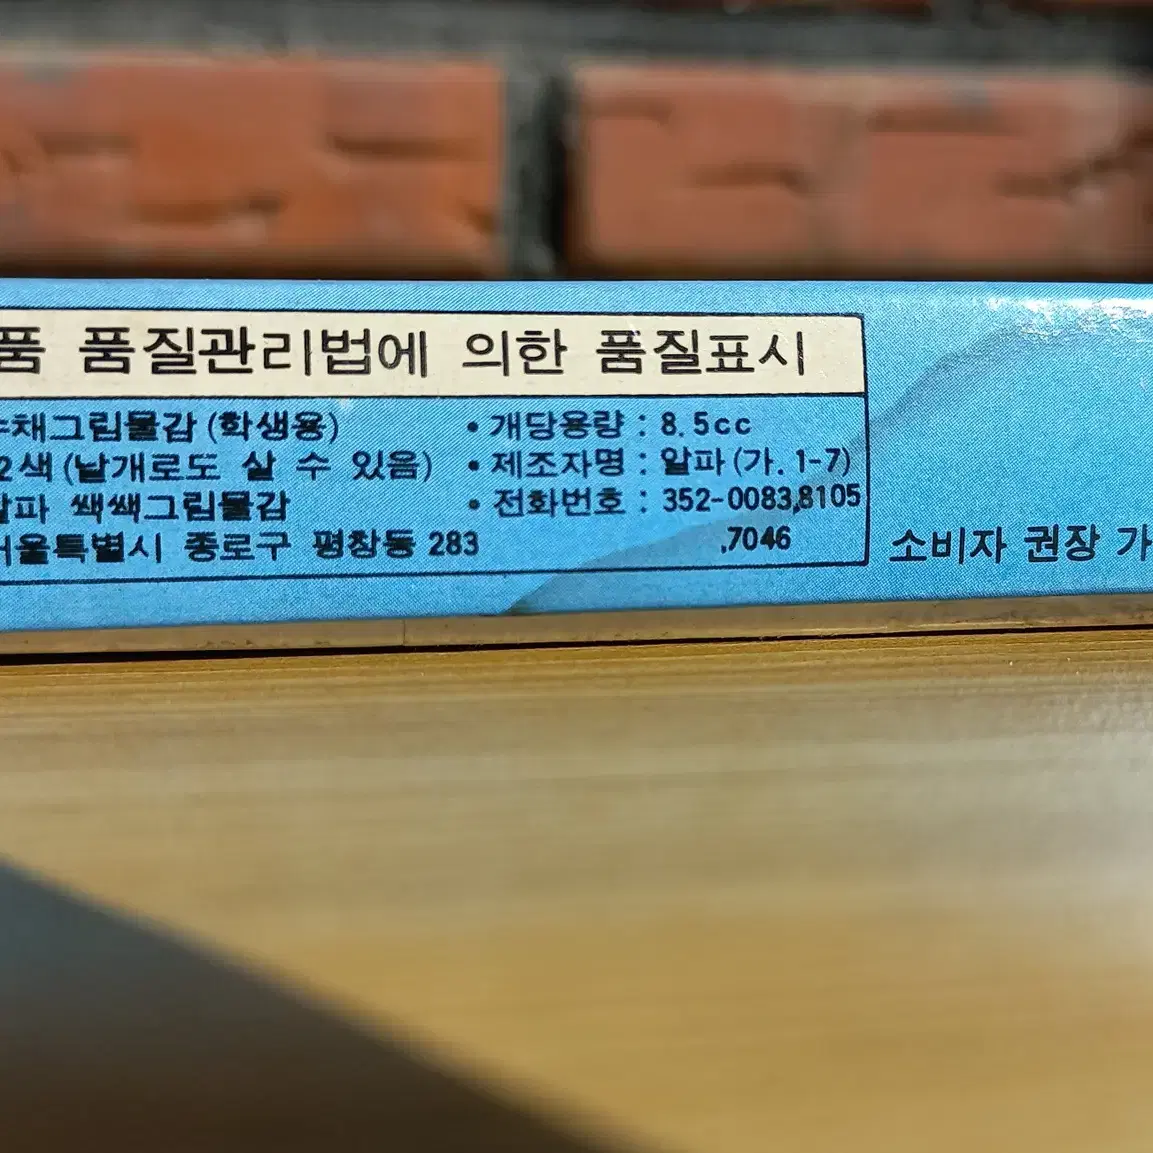 품 품질관리법에 의한 품질표시
수채그림물감 (학생용)
2색 (낱개로도 살 수 있음)
알파 쌕쌕그림물감
서울특별시 종로구 평창동 283
• 개당용량 : 8.5cc
• 제조자명 : 알파 (가. 1-7)
• 전화번호 : 352-0083,8105
,7046
소비자 권장 가